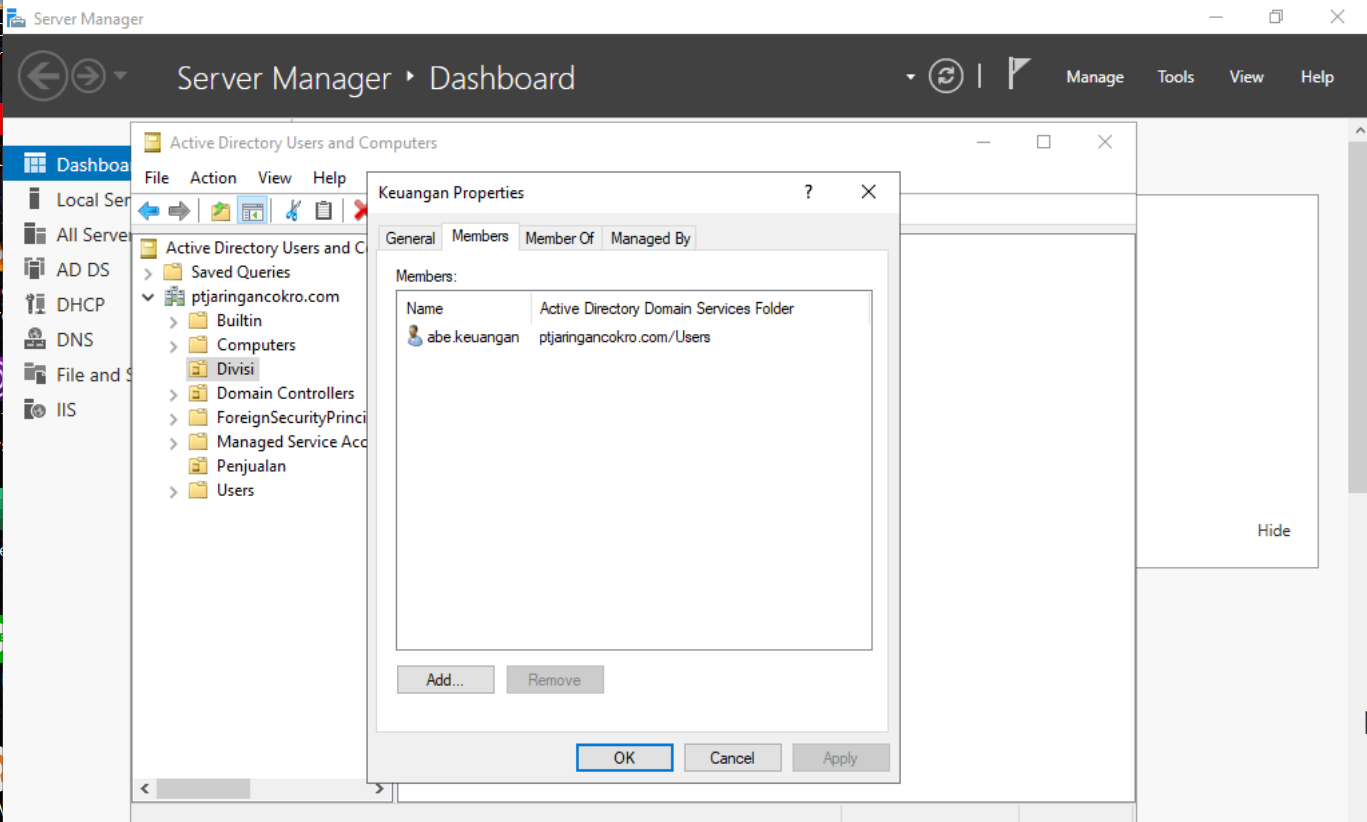 Server Manager
Server Manager ‣ Dashboard
Manage Tools View Help
Dashboa
Local Ser
All Server
AD DS
DHCP
DNS
File and S
IIS
Active Directory Users and Computers
File Action View Help
Active Directory Users and C
Saved Queries
ptjaringancokro.com
Builtin
Computers
Divisi
Domain Controllers
ForeignSecurityPrinci
Managed Service Acc
Penjualan
Users
Keuangan Properties
General Members Member Of Managed By
Members:
Name Active Directory Domain Services Folder
abe.keuangan ptjaringancokro.com/Users
Add... Remove
OK Cancel Apply
Hide